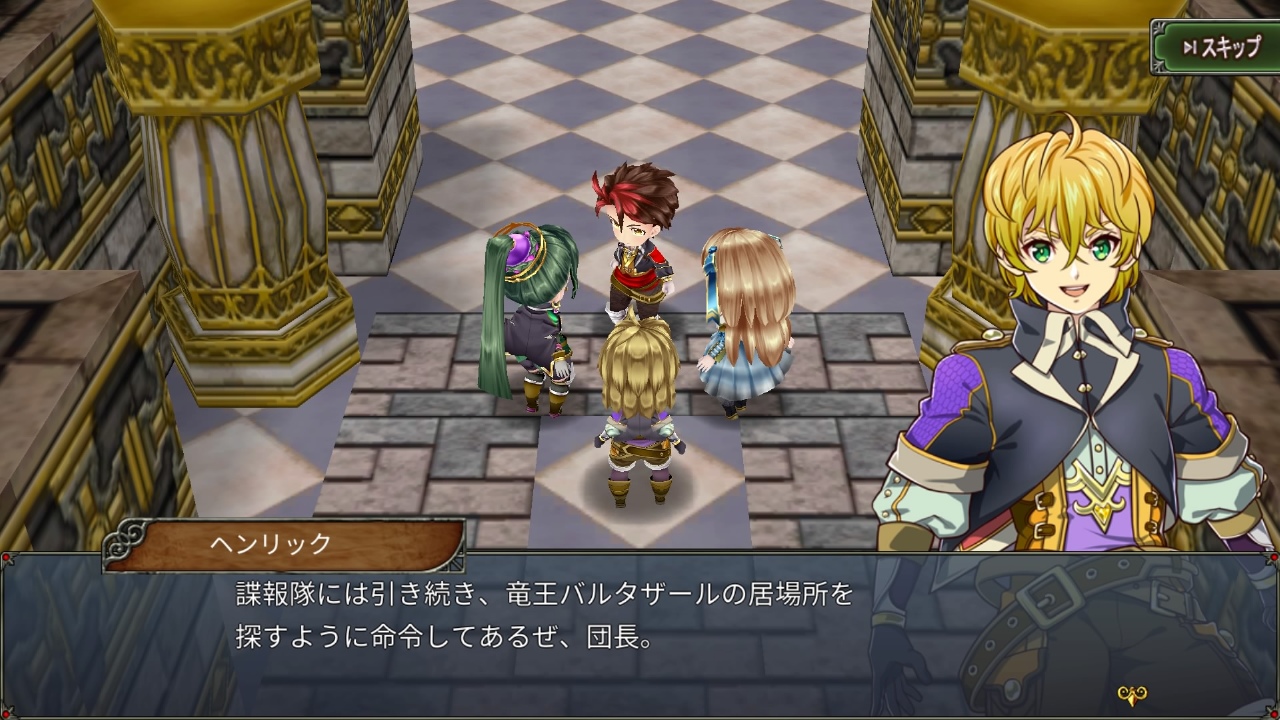 スキップ
ヘンリック
諜報隊には引き続き、竜王バルタザールの居場所を
探すように命令してあるぜ、団長。